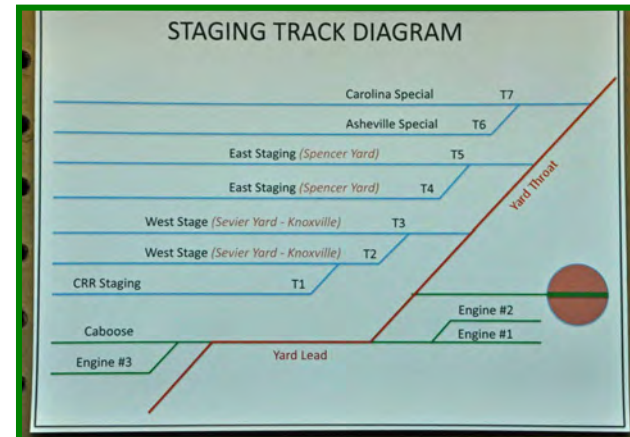 STAGING TRACK DIAGRAM
Carolina Special T7
Asheville Special T6
East Staging (Spencer Yard) T5
East Staging (Spencer Yard) T4
Yard Throat
West Stage (Sevier Yard - Knoxville) T3
West Stage (Sevier Yard - Knoxville) T2
CRR Staging T1
Engine #2
Caboose
Engine #1
Yard Lead
Engine #3